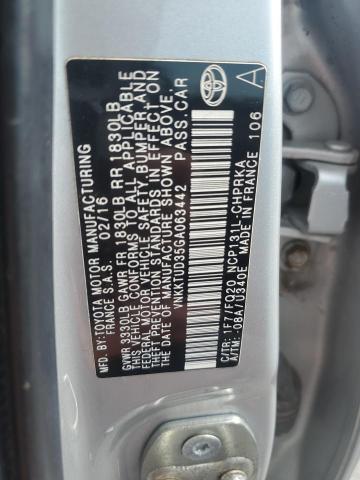 MFD. BY: TOYOTA MOTOR MANUFACTURING
FRANCE S.A.S. 02/16
GVWR 3330LB GAWR FR 1830LB RR 1830LB
THIS VEHICLE CONFORMS TO ALL APPLICABLE
FEDERAL MOTOR VEHICLE SAFETY, BUMPER, AND
THEFT PREVENTION STANDARDS IN EFFECT ON
THE DATE OF MANUFACTURE SHOWN ABOVE.
VNKKTUD35GA063442 PASS. CAR
C/TR: 1F7/FQ20 NCP131L-CHPRKA
A/TM: -08A/U340E MADE IN FRANCE 106
A